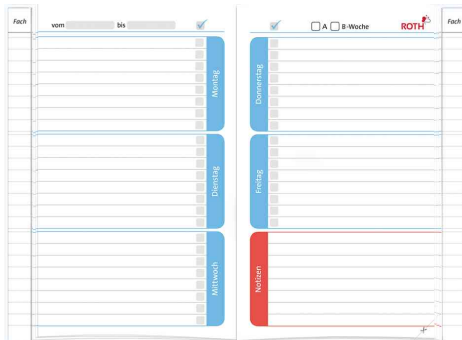 Fach
vom bis
Montag
Dienstag
Mittwoch
A B-Woche
ROTH
Donnerstag
Freitag
Notizen
Fach